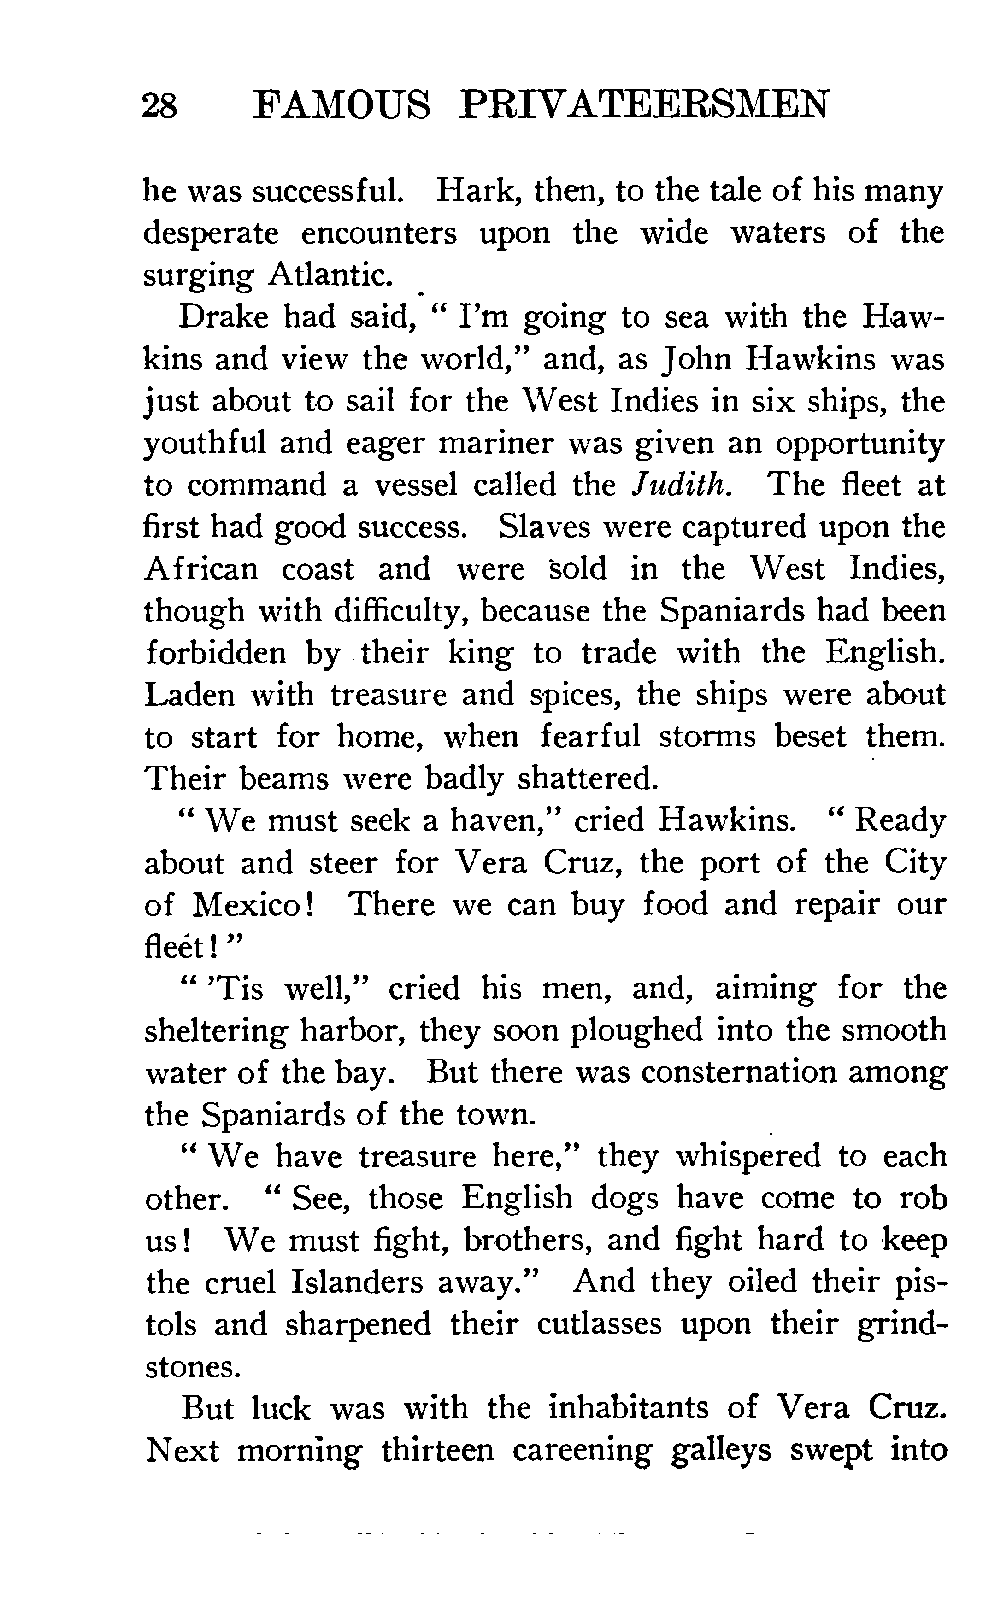 28 FAMOUS PRIVATEERSMEN
he was successful. Hark, then, to the tale of his many
desperate encounters upon the wide waters of the
surging Atlantic.
Drake had said, “ I’m going to sea with the Haw-
kins and view the world,” and, as John Hawkins was
just about to sail for the West Indies in six ships, the
youthful and eager mariner was given an opportunity
to command a vessel called the Judith. The fleet at
first had good success. Slaves were captured upon the
African coast and were sold in the West Indies,
though with difficulty, because the Spaniards had been
forbidden by their king to trade with the English.
Laden with treasure and spices, the ships were about
to start for home, when fearful storms beset them.
Their beams were badly shattered.
“ We must seek a haven,” cried Hawkins. “ Ready
about and steer for Vera Cruz, the port of the City
of Mexico! There we can buy food and repair our
fleet! ”
“ ’Tis well,” cried his men, and, aiming for the
sheltering harbor, they soon ploughed into the smooth
water of the bay. But there was consternation among
the Spaniards of the town.
“ We have treasure here,” they whispered to each
other. “ See, those English dogs have come to rob
us! We must fight, brothers, and fight hard to keep
the cruel Islanders away.” And they oiled their pis-
tols and sharpened their cutlasses upon their grind-
stones.
But luck was with the inhabitants of Vera Cruz.
Next morning thirteen careening galleys swept into